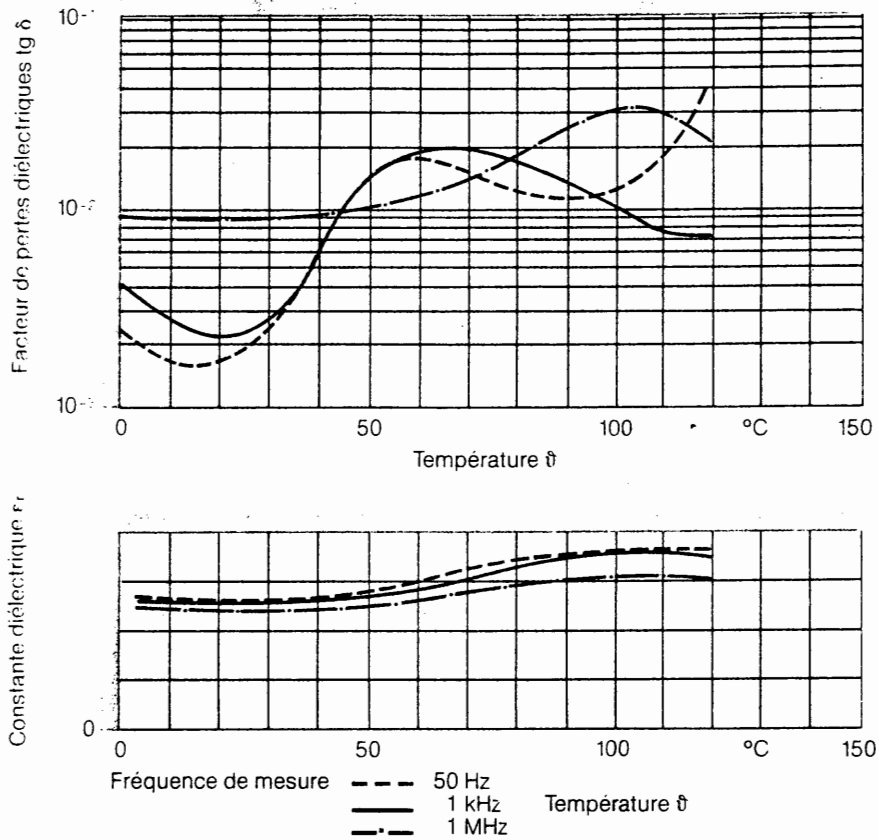 10⁻¹
Facteur de pertes diélectriques tg δ
10⁻²
10⁻³
0 50 100 °C 150
Température ϑ
Constante diélectrique εr
0
0 50 100 °C 150
Fréquence de mesure 50 Hz
1 kHz Température ϑ
1 MHz